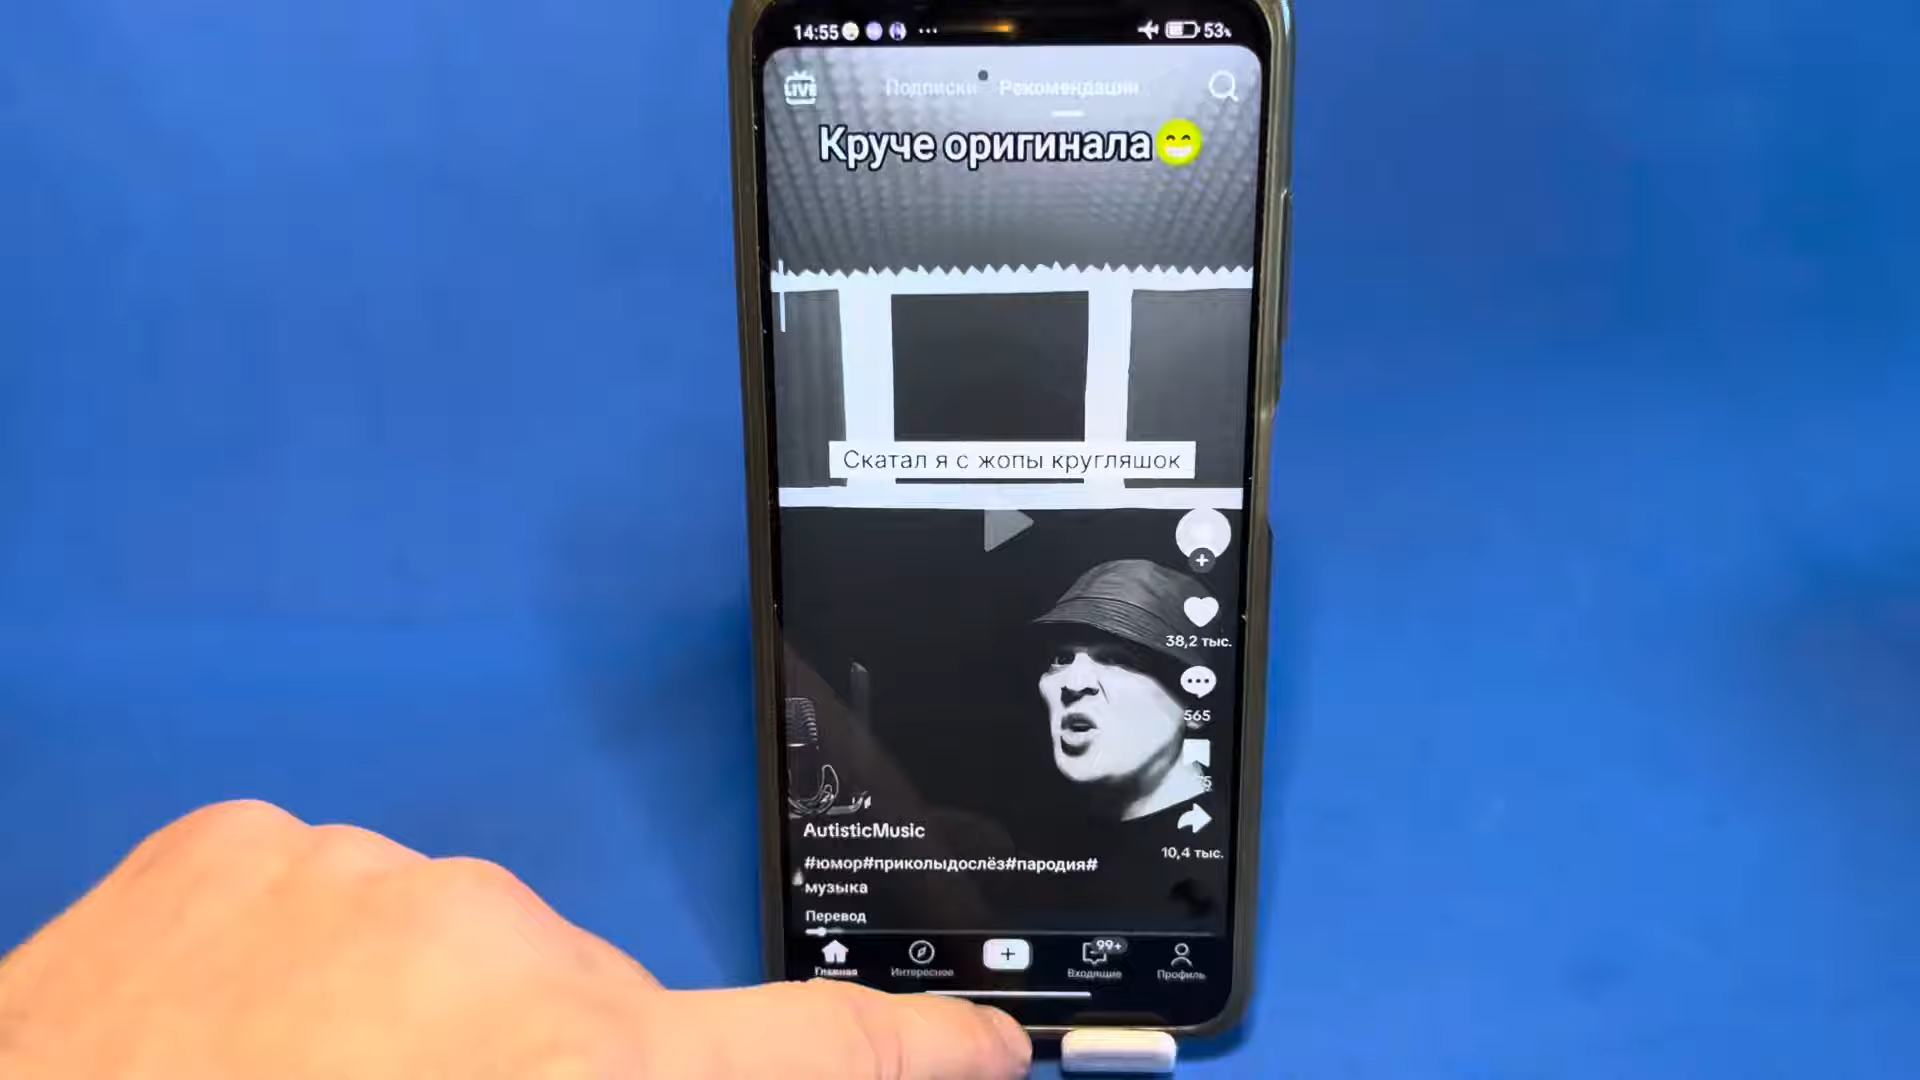 14:55
53%
LIVE
Подписки Рекомендации
Круче оригинала
Скатал я с жопы кругляшок
38,2 тыс.
565
75
10,4 тыс.
AutisticMusic
#юмор#приколыдослёз#пародия#
музыка
Перевод
99+
Главная Интересное Входящие Профиль